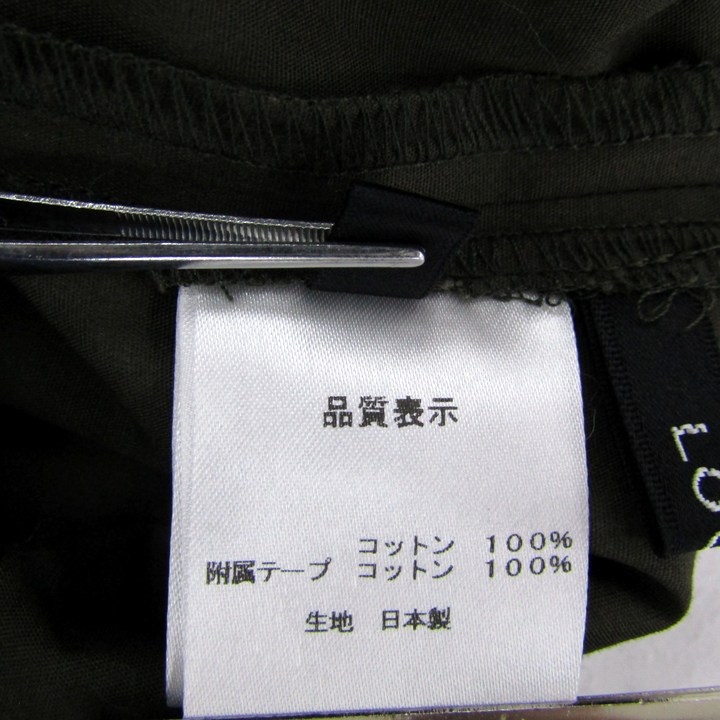 品質表示
コットン 100%
附属テープ コットン 100%
生地 日本製
LO